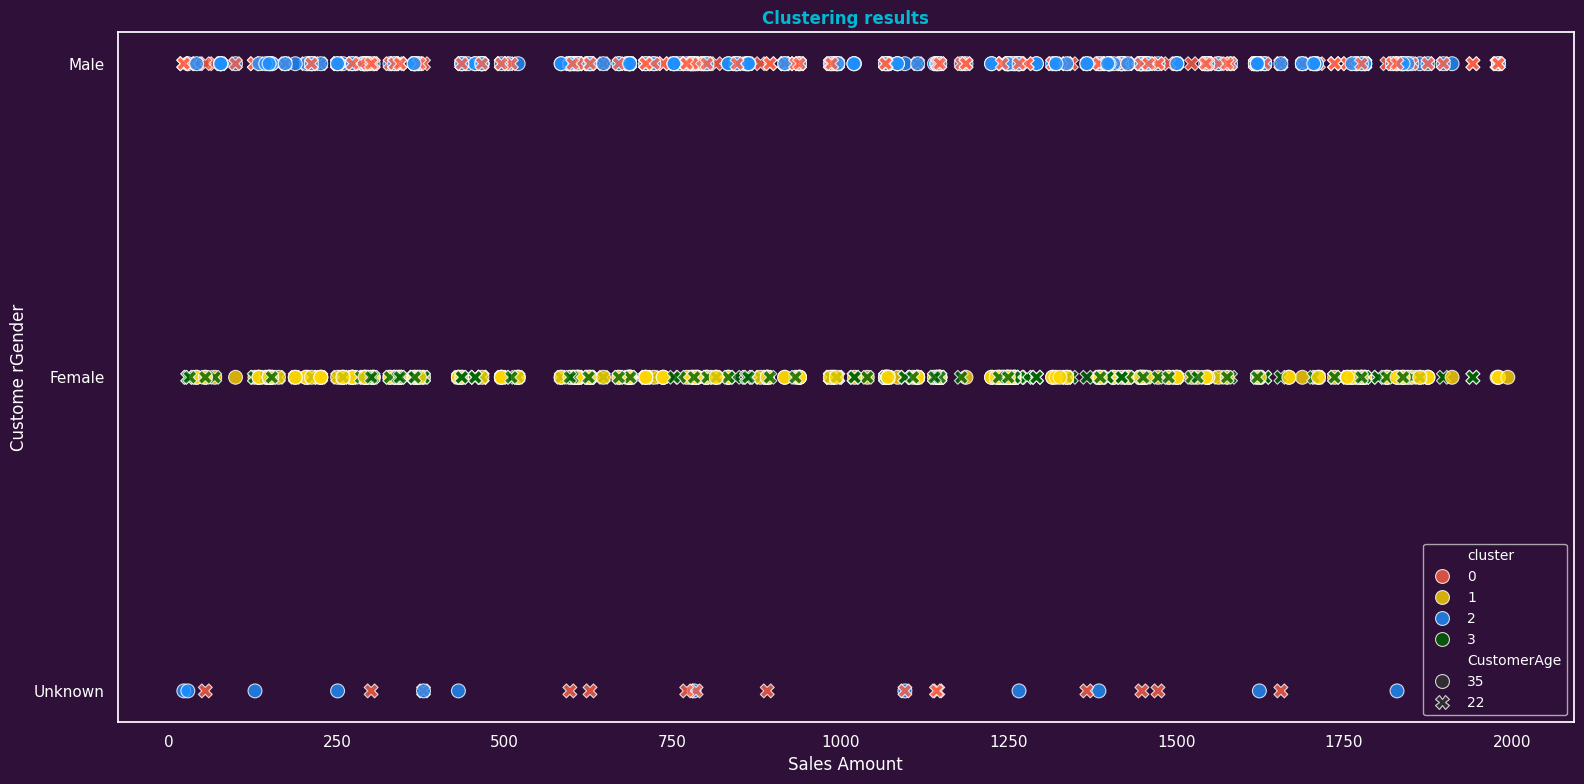 Clustering results
Male
Female
Unknown
Custome rGender
0
250
500
750
1000
1250
1500
1750
2000
Sales Amount
cluster
0
1
2
3
CustomerAge
35
22